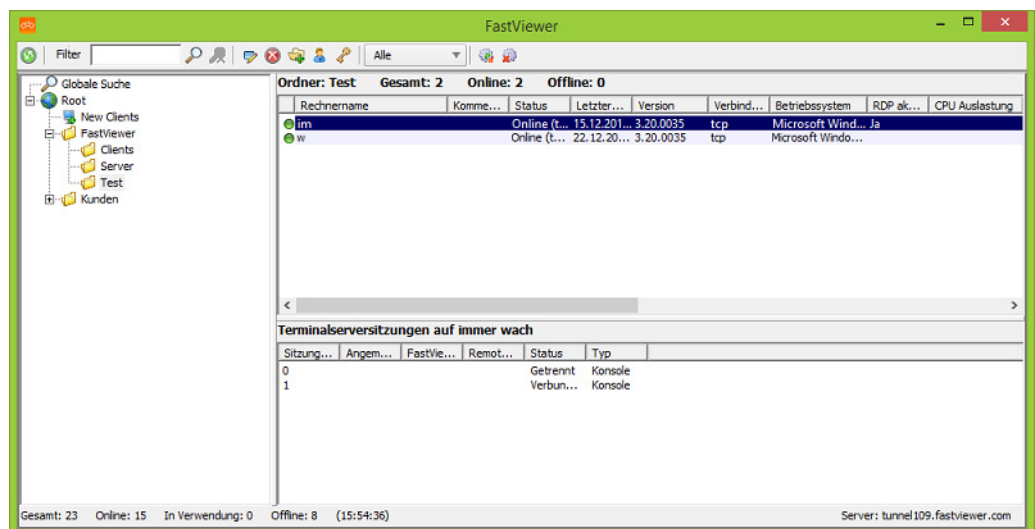 FastViewer
Filter
Alle
Globale Suche
Root
New Clients
FastViewer
Clients
Server
Test
Kunden
Ordner: Test Gesamt: 2 Online: 2 Offline: 0
Rechnername Komme... Status Letzter... Version Verbind... Betriebssystem RDP ak... CPU Auslastung
im Online (t... 15.12.201... 3.20.0035 tcp Microsoft Wind... Ja
w Online (t... 22.12.20... 3.20.0035 tcp Microsoft Windo...
Terminalserversitzungen auf immer wach
Sitzung... Angem... FastVie... Remot... Status Typ
0 Getrennt Konsole
1 Verbun... Konsole
Gesamt: 23 Online: 15 In Verwendung: 0 Offline: 8 (15:54:36) Server: tunnel109.fastviewer.com